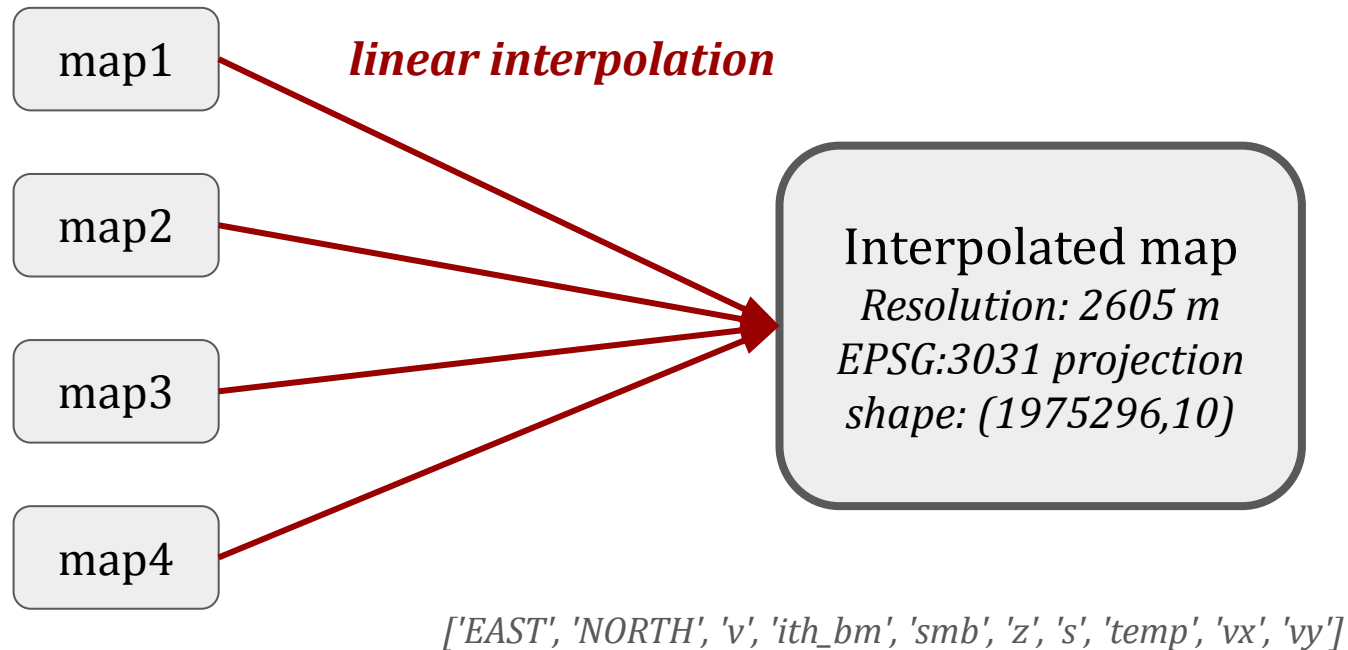 map1
linear interpolation
map2
map3
map4
Interpolated map
Resolution: 2605 m
EPSG:3031 projection
shape: (1975296,10)
['EAST', 'NORTH', 'v', 'ith_bm', 'smb', 'z', 's', 'temp', 'vx', 'vy']